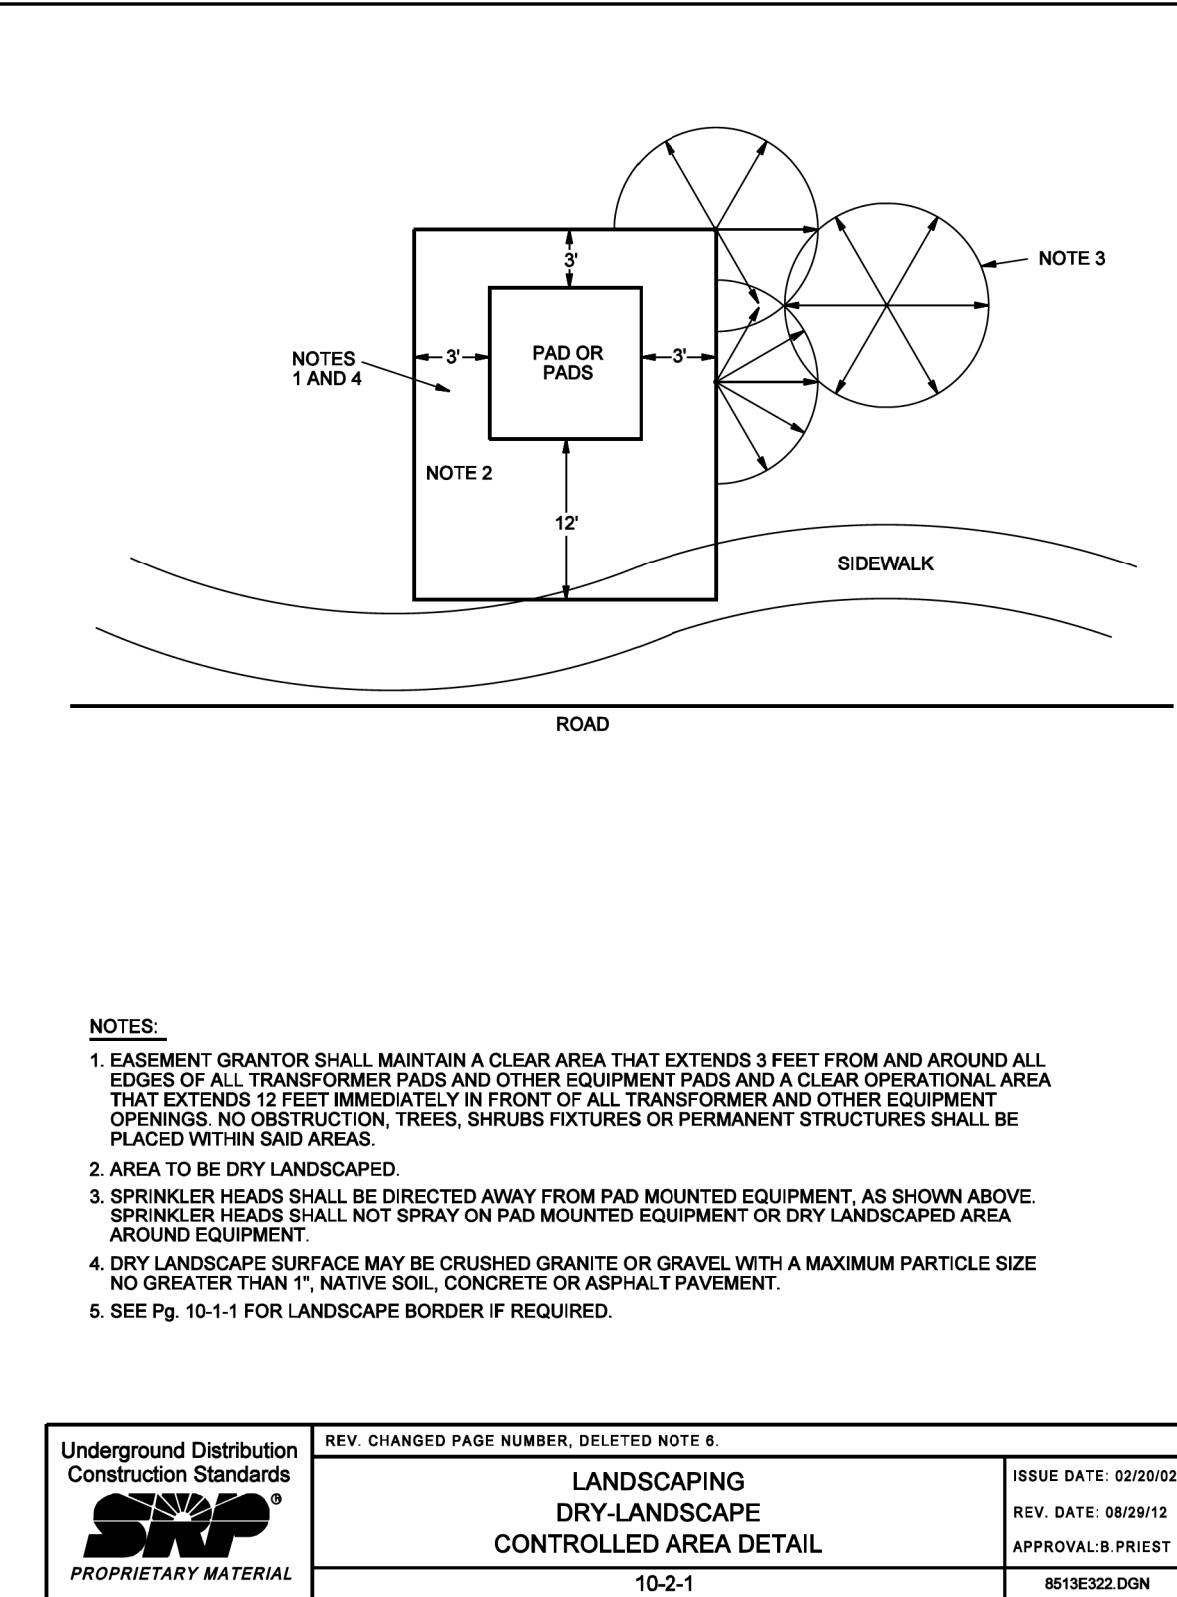 3'
NOTE 3
NOTES
1 AND 4
3'
PAD OR
PADS
3'
NOTE 2
12'
SIDEWALK
ROAD
NOTES:
1. EASEMENT GRANTOR SHALL MAINTAIN A CLEAR AREA THAT EXTENDS 3 FEET FROM AND AROUND ALL
EDGES OF ALL TRANSFORMER PADS AND OTHER EQUIPMENT PADS AND A CLEAR OPERATIONAL AREA
THAT EXTENDS 12 FEET IMMEDIATELY IN FRONT OF ALL TRANSFORMER AND OTHER EQUIPMENT
OPENINGS. NO OBSTRUCTION, TREES, SHRUBS FIXTURES OR PERMANENT STRUCTURES SHALL BE
PLACED WITHIN SAID AREAS.
2. AREA TO BE DRY LANDSCAPED.
3. SPRINKLER HEADS SHALL BE DIRECTED AWAY FROM PAD MOUNTED EQUIPMENT, AS SHOWN ABOVE.
SPRINKLER HEADS SHALL NOT SPRAY ON PAD MOUNTED EQUIPMENT OR DRY LANDSCAPED AREA
AROUND EQUIPMENT.
4. DRY LANDSCAPE SURFACE MAY BE CRUSHED GRANITE OR GRAVEL WITH A MAXIMUM PARTICLE SIZE
NO GREATER THAN 1", NATIVE SOIL, CONCRETE OR ASPHALT PAVEMENT.
5. SEE Pg. 10-1-1 FOR LANDSCAPE BORDER IF REQUIRED.
Underground Distribution
Construction Standards
SRP®
PROPRIETARY MATERIAL
REV. CHANGED PAGE NUMBER, DELETED NOTE 6.
LANDSCAPING
DRY-LANDSCAPE
CONTROLLED AREA DETAIL
10-2-1
ISSUE DATE: 02/20/02
REV. DATE: 08/29/12
APPROVAL:B.PRIEST
8513E322.DGN